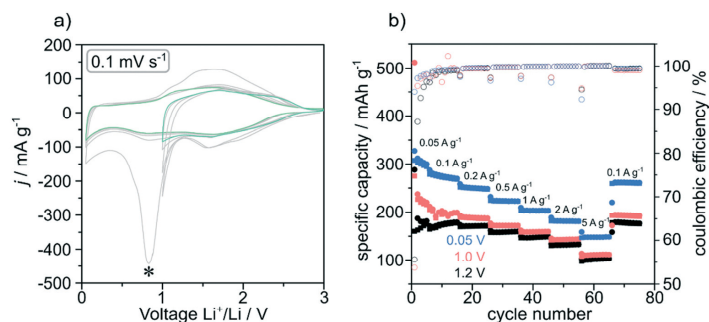 a)
0.1 mV s⁻¹
200
100
0
-100
-200
-300
-400
-500
j / mA g⁻¹
*
0
1
2
3
Voltage Li⁺/Li / V
b)
500
400
300
200
100
specific capacity / mAh g⁻¹
0.05 A g⁻¹
0.1 A g⁻¹
0.2 A g⁻¹
0.5 A g⁻¹
1 A g⁻¹
2 A g⁻¹
5 A g⁻¹
0.1 A g⁻¹
0.05 V
1.0 V
1.2 V
0
20
40
60
80
cycle number
100
90
80
70
60
50
coulombic efficiency / %